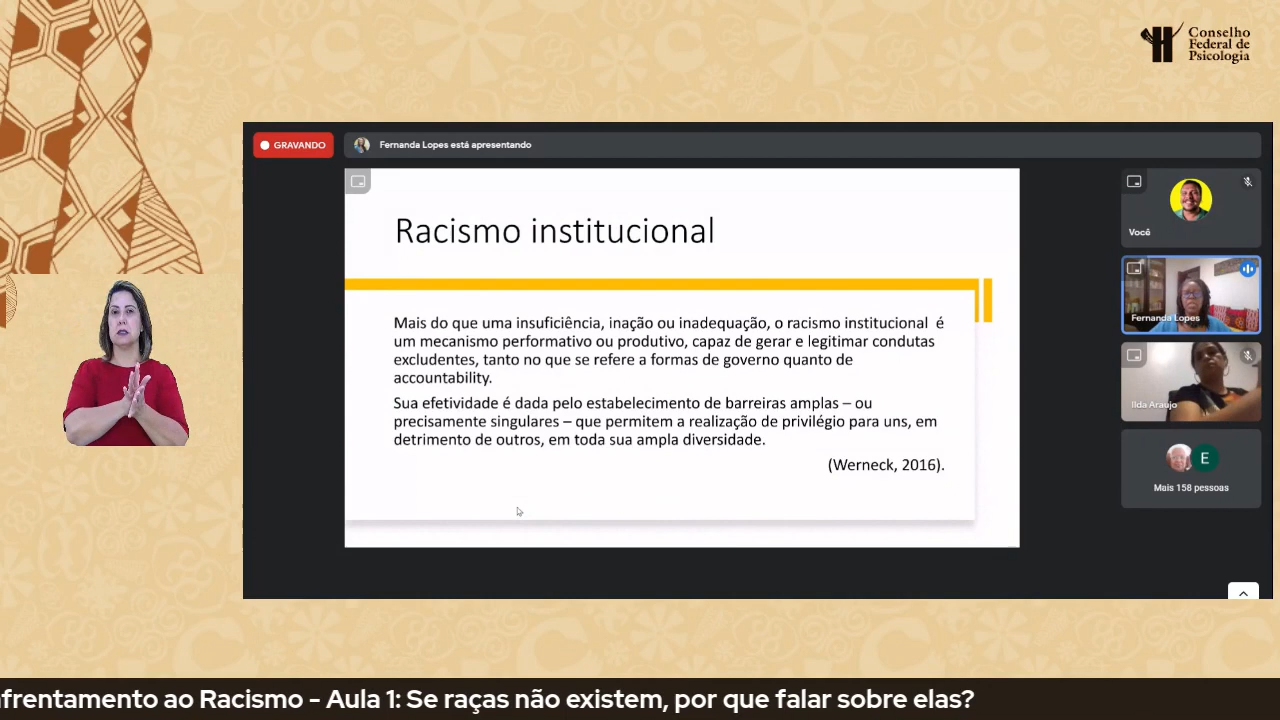 Conselho
Federal de
Psicologia
GRAVANDO
Fernanda Lopes está apresentando
Racismo institucional
Mais do que uma insuficiência, inação ou inadequação, o racismo institucional é
um mecanismo performativo ou produtivo, capaz de gerar e legitimar condutas
excludentes, tanto no que se refere a formas de governo quanto de
accountability.
Sua efetividade é dada pelo estabelecimento de barreiras amplas – ou
precisamente singulares – que permitem a realização de privilégio para uns, em
detrimento de outros, em toda sua ampla diversidade.
(Werneck, 2016).
Você
Fernanda Lopes
Ilda Araújo
E
Mais 158 pessoas
nfrentamento ao Racismo - Aula 1: Se raças não existem, por que falar sobre elas?